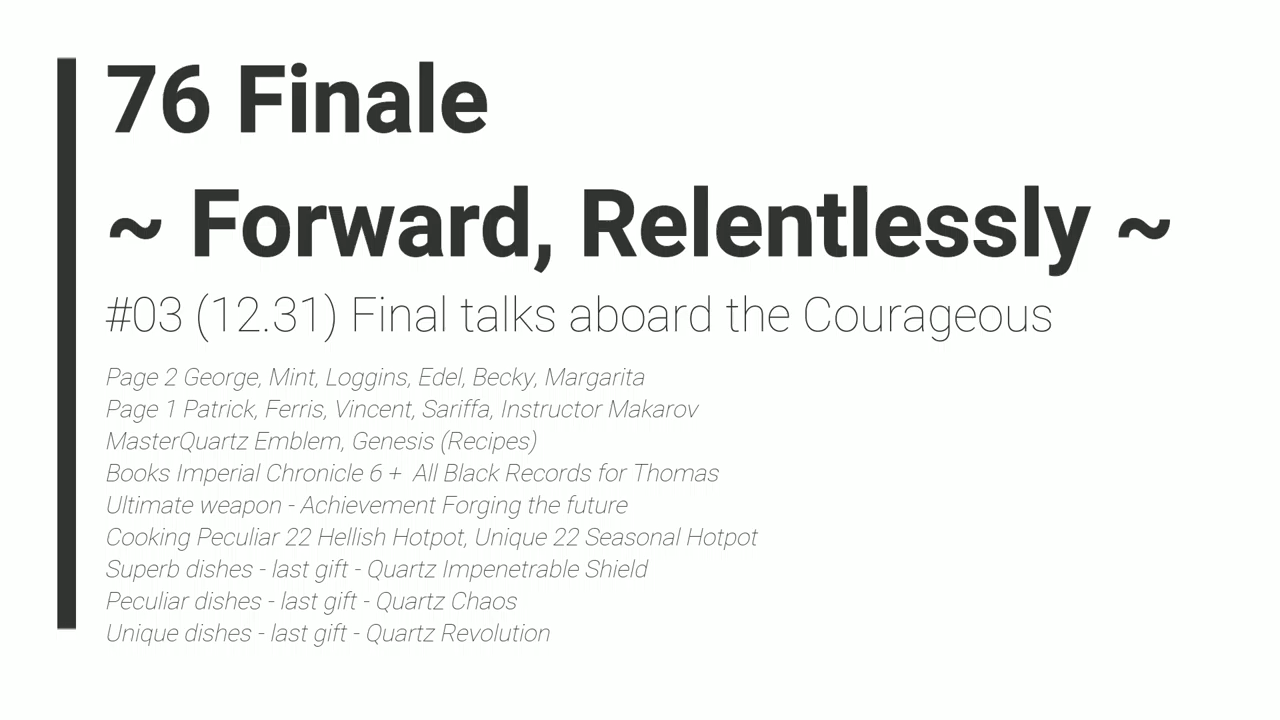 76 Finale
~ Forward, Relentlessly ~
#03 (12.31) Final talks aboard the Courageous
Page 2 George, Mint, Loggins, Edel, Becky, Margarita
Page 1 Patrick, Ferris, Vincent, Sariffa, Instructor Makarov
MasterQuartz Emblem, Genesis (Recipes)
Books Imperial Chronicle 6 +  All Black Records for Thomas
Ultimate weapon - Achievement Forging the future
Cooking Peculiar 22 Hellish Hotpot, Unique 22 Seasonal Hotpot
Superb dishes - last gift - Quartz Impenetrable Shield
Peculiar dishes - last gift - Quartz Chaos
Unique dishes - last gift - Quartz Revolution